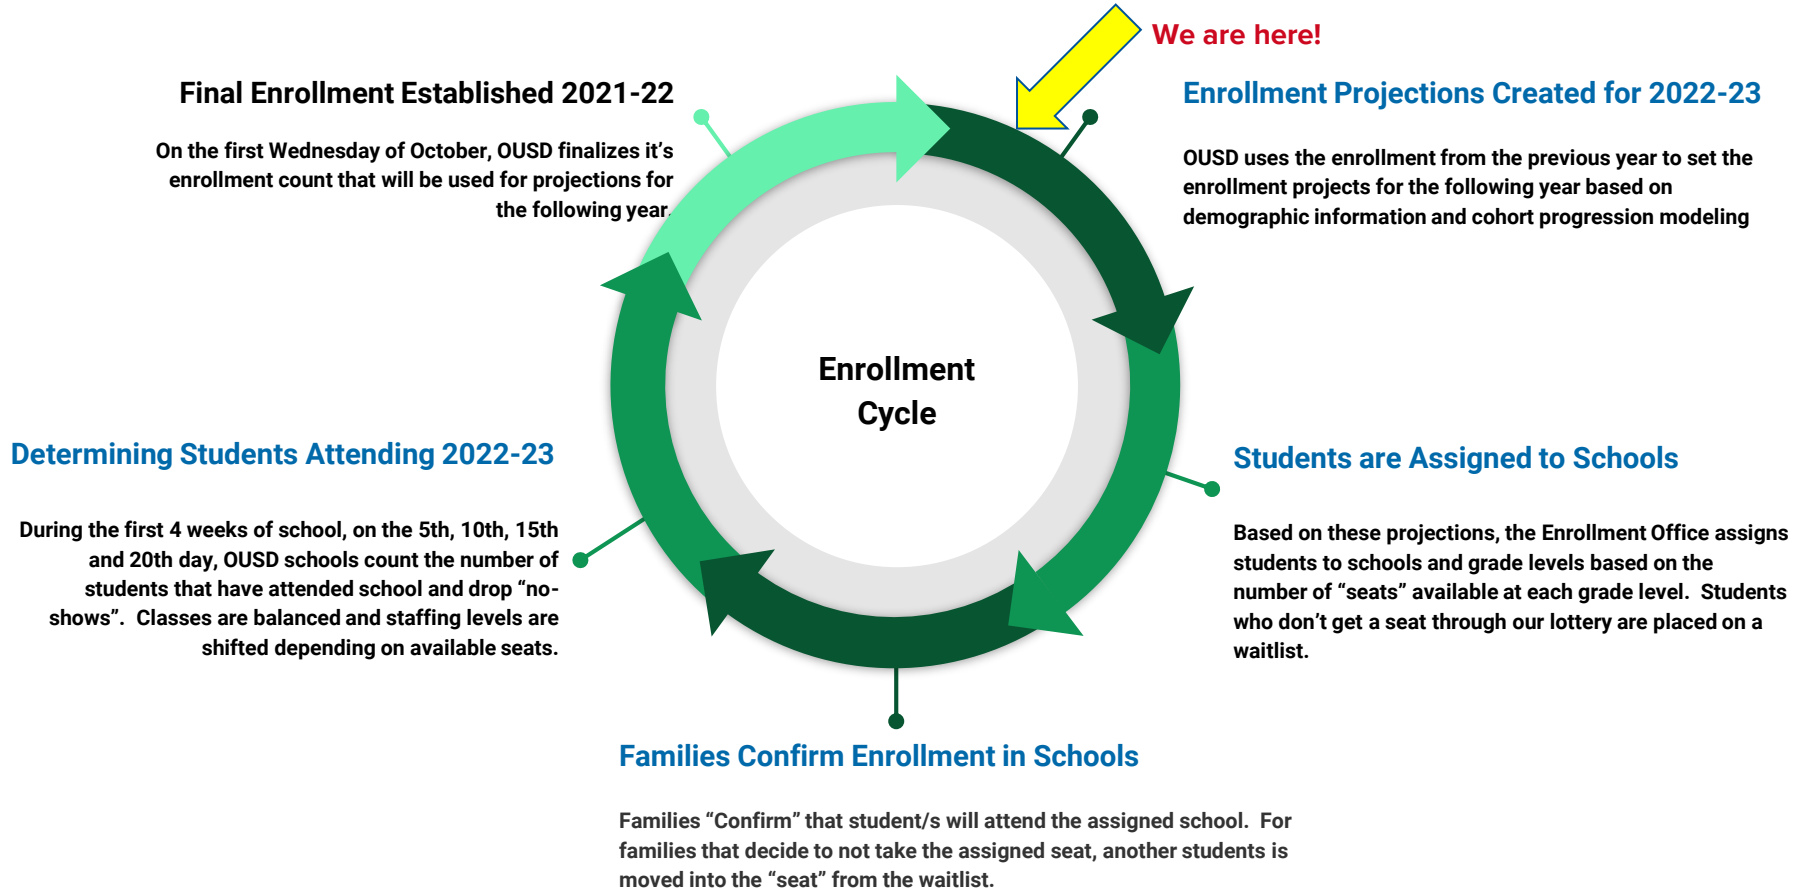 We are here!
Final Enrollment Established 2021-22
On the first Wednesday of October, OUSD finalizes it's
enrollment count that will be used for projections for
the following year.
Enrollment Projections Created for 2022-23
OUSD uses the enrollment from the previous year to set the
enrollment projects for the following year based on
demographic information and cohort progression modeling
Enrollment
Cycle
Determining Students Attending 2022-23
During the first 4 weeks of school, on the 5th, 10th, 15th
and 20th day, OUSD schools count the number of
students that have attended school and drop “no-
shows”.  Classes are balanced and staffing levels are
shifted depending on available seats.
Students are Assigned to Schools
Based on these projections, the Enrollment Office assigns
students to schools and grade levels based on the
number of “seats” available at each grade level.  Students
who don’t get a seat through our lottery are placed on a
waitlist.
Families Confirm Enrollment in Schools
Families “Confirm” that student/s will attend the assigned school.  For
families that decide to not take the assigned seat, another students is
moved into the “seat” from the waitlist.